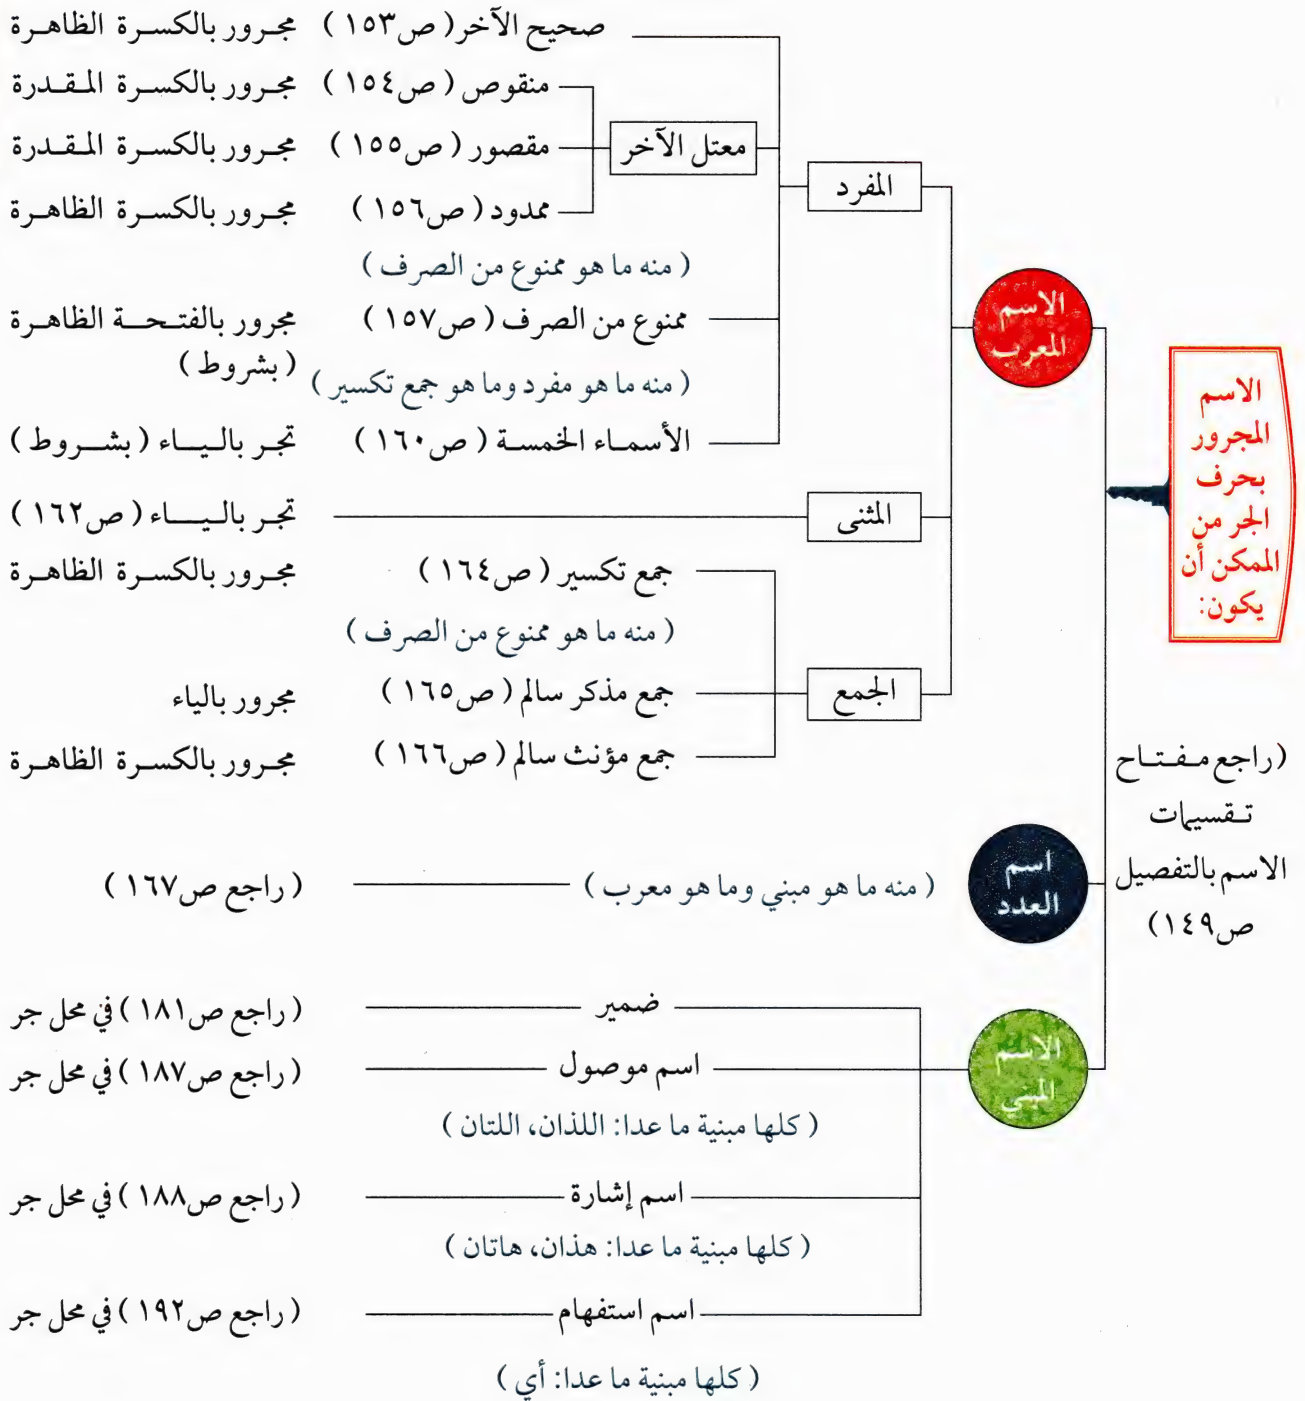 الاسم
المجرور
بحرف
الجر من
الممكن أن
يكون:
(راجع مفتاح
تقسيمات
الاسم بالتفصيل
ص١٤٩)
الاسم
المعرب
المفرد
صحيح الآخر (ص١٥٣) مجرور بالكسرة الظاهرة
معتل الآخر
منقوص (ص١٥٤) مجرور بالكسرة المقدرة
مقصور (ص١٥٥) مجرور بالكسرة المقدرة
ممدود (ص١٥٦) مجرور بالكسرة الظاهرة
(منه ما هو ممنوع من الصرف)
ممنوع من الصرف (ص١٥٧) مجرور بالفتحة الظاهرة
(بشروط)
(منه ما هو مفرد وما هو جمع تكسير)
الأسماء الخمسة (ص١٦٠) تجر بالياء (بشروط)
المثنى
تجر بالياء (ص١٦٢)
الجمع
جمع تكسير (ص١٦٤) مجرور بالكسرة الظاهرة
(منه ما هو ممنوع من الصرف)
جمع مذكر سالم (ص١٦٥) مجرور بالياء
جمع مؤنث سالم (ص١٦٦) مجرور بالكسرة الظاهرة
اسم
العدد
(منه ما هو مبني وما هو معرب) (راجع ص١٦٧)
الاسم
المبني
ضمير (راجع ص١٨١) في محل جر
اسم موصول (راجع ص١٨٧) في محل جر
(كلها مبنية ما عدا: اللذان، اللتان)
اسم إشارة (راجع ص١٨٨) في محل جر
(كلها مبنية ما عدا: هذان، هاتان)
اسم استفهام (راجع ص١٩٢) في محل جر
(كلها مبنية ما عدا: أي)